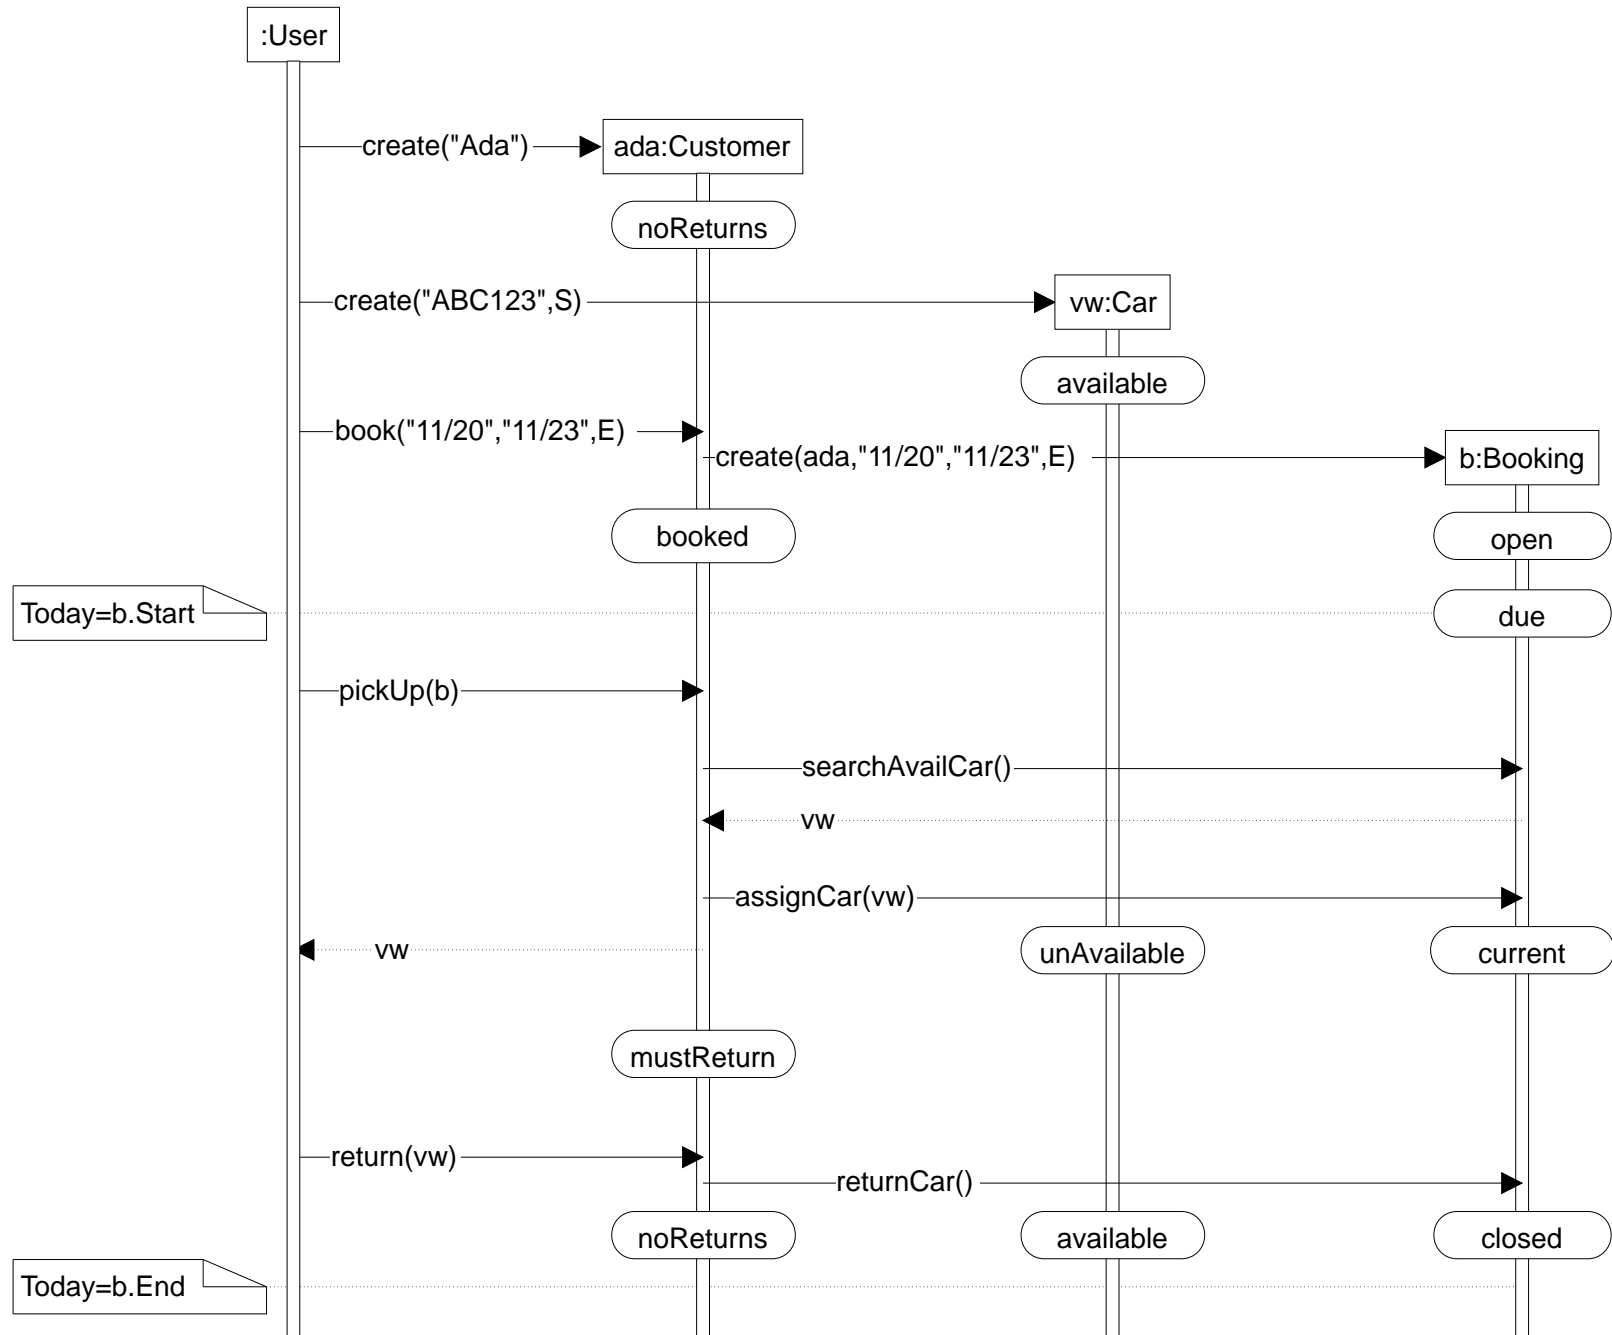 :User
create("Ada")
ada:Customer
noReturns
create("ABC123",S)
vw:Car
available
book("11/20","11/23",E)
create(ada,"11/20","11/23",E)
b:Booking
booked
open
Today=b.Start
due
pickUp(b)
searchAvailCar()
vw
assignCar(vw)
vw
unAvailable
current
mustReturn
return(vw)
returnCar()
noReturns
available
closed
Today=b.End